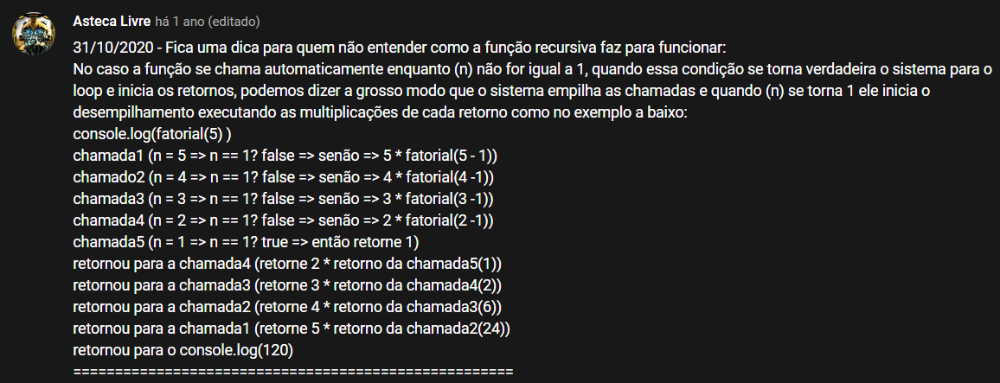 Asteca Livre há 1 ano (editado)
31/10/2020 - Fica uma dica para quem não entender como a função recursiva faz para funcionar:
No caso a função se chama automaticamente enquanto (n) não for igual a 1, quando essa condição se torna verdadeira o sistema para o
loop e inicia os retornos, podemos dizer a grosso modo que o sistema empilha as chamadas e quando (n) se torna 1 ele inicia o
desempilhamento executando as multiplicações de cada retorno como no exemplo a baixo:
console.log(fatorial(5) )
chamada1 (n = 5 => n == 1? false => senão => 5 * fatorial(5 - 1))
chamado2 (n = 4 => n == 1? false => senão => 4 * fatorial(4 -1))
chamada3 (n = 3 => n == 1? false => senão => 3 * fatorial(3 -1))
chamada4 (n = 2 => n == 1? false => senão => 2 * fatorial(2 -1))
chamada5 (n = 1 => n == 1? true => então retorne 1)
retornou para a chamada4 (retorne 2 * retorno da chamada5(1))
retornou para a chamada3 (retorne 3 * retorno da chamada4(2))
retornou para a chamada2 (retorne 4 * retorno da chamada3(6))
retornou para a chamada1 (retorne 5 * retorno da chamada2(24))
retornou para o console.log(120)
=====================================================